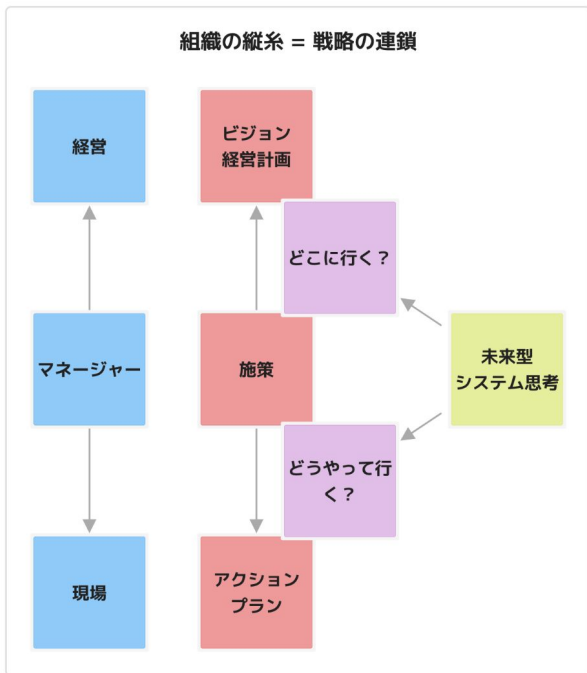 組織の縦糸 = 戦略の連鎖
経営
ビジョン
経営計画
どこに行く？
マネージャー
施策
未来型
システム思考
どうやって行
く？
現場
アクション
プラン